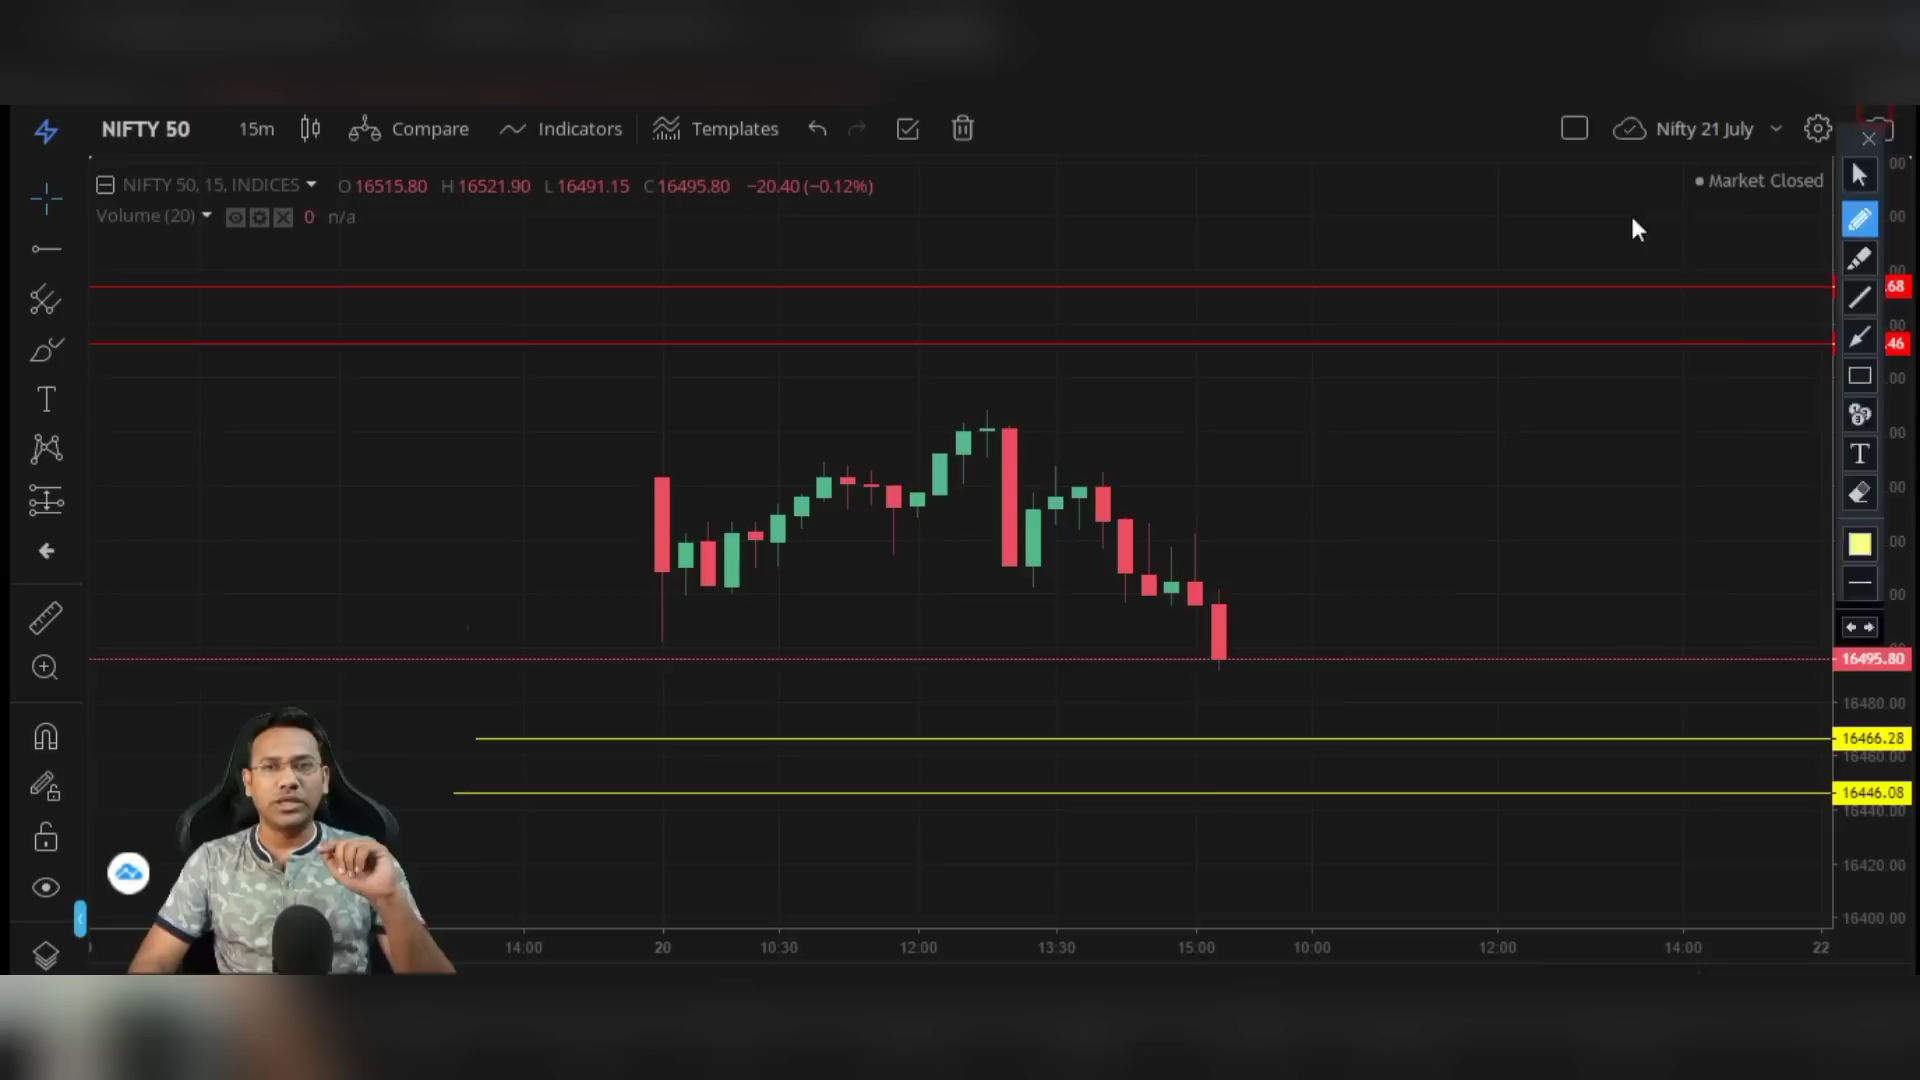 NIFTY 50 15m Compare Indicators Templates Nifty 21 July
NIFTY 50, 15, INDICES O 16515.80 H 16521.90 L 16491.15 C 16495.80 −20.40 (−0.12%) Market Closed
Volume (20) 0 n/a
.68
.46
T
T
16495.80
16480.00
16466.28
16460.00
16446.08
16440.00
16420.00
16400.00
14:00 20 10:30 12:00 13:30 15:00 10:00 12:00 14:00 22